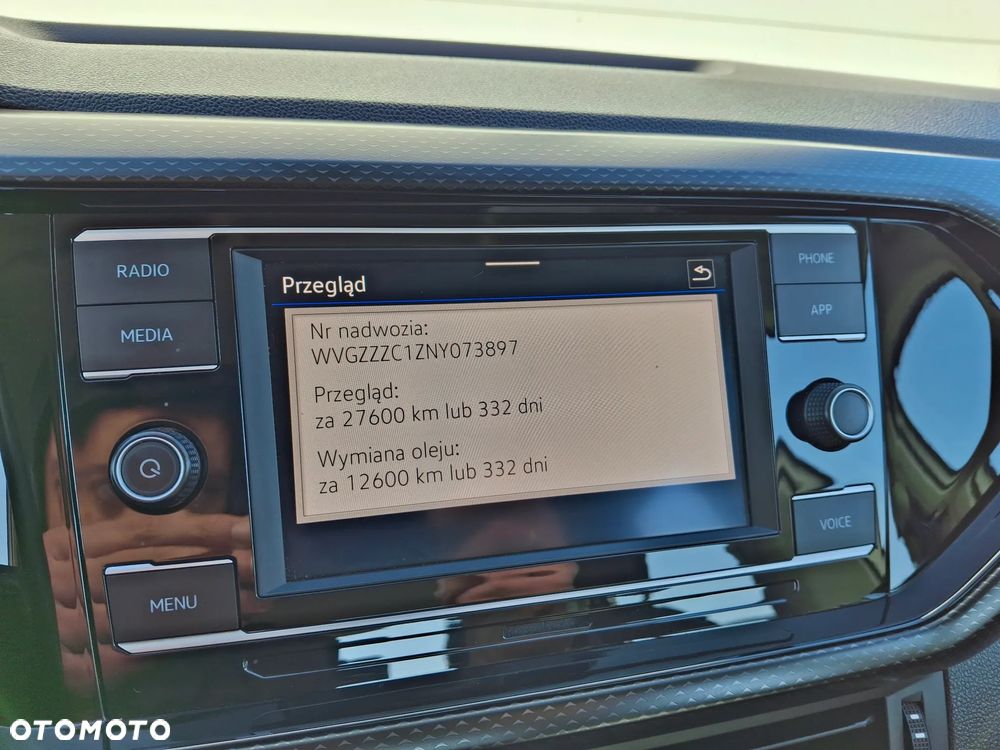 RADIO
MEDIA
MENU
Przegląd
Nr nadwozia:
WVGZZZC1ZNY073897
Przegląd:
za 27600 km lub 332 dni
Wymiana oleju:
za 12600 km lub 332 dni
PHONE
APP
VOICE
OTOMOTO